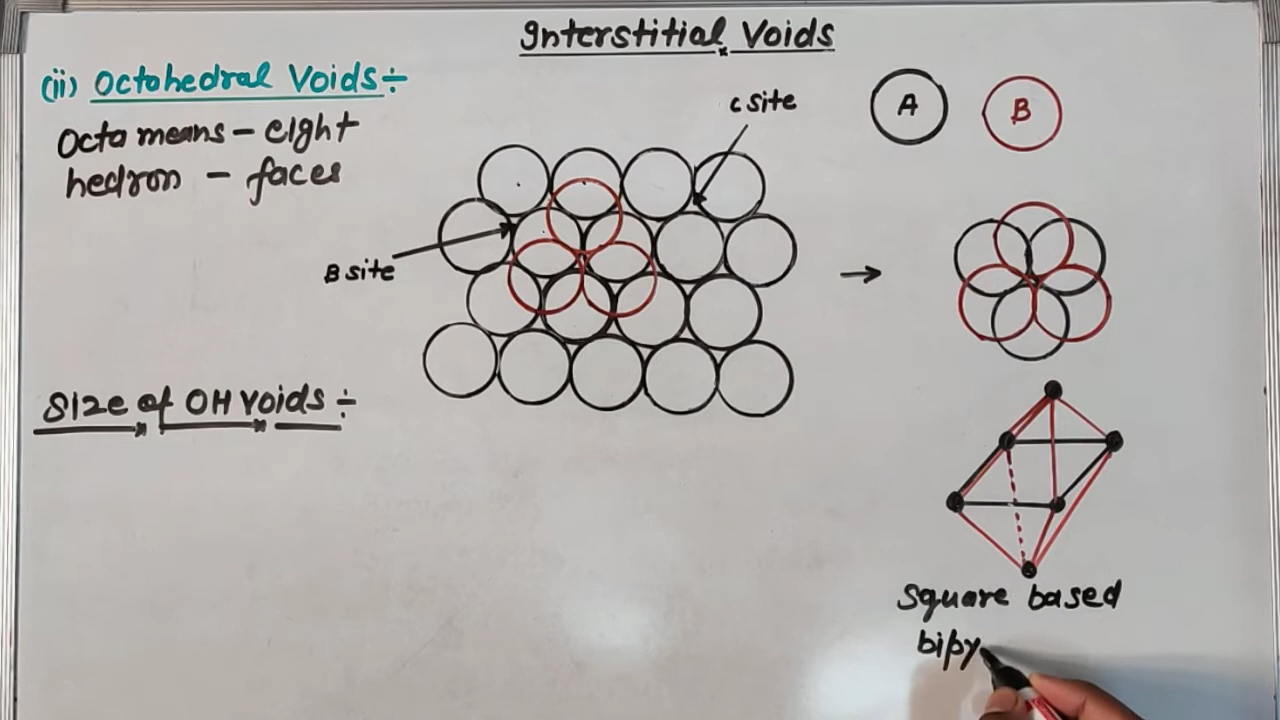 Interstitial Voids
(ii) Octohedral Voids:-
Octa means - eight
hedron - faces
C site
A
B
B site
Size of OH voids :-
Square based
bipy